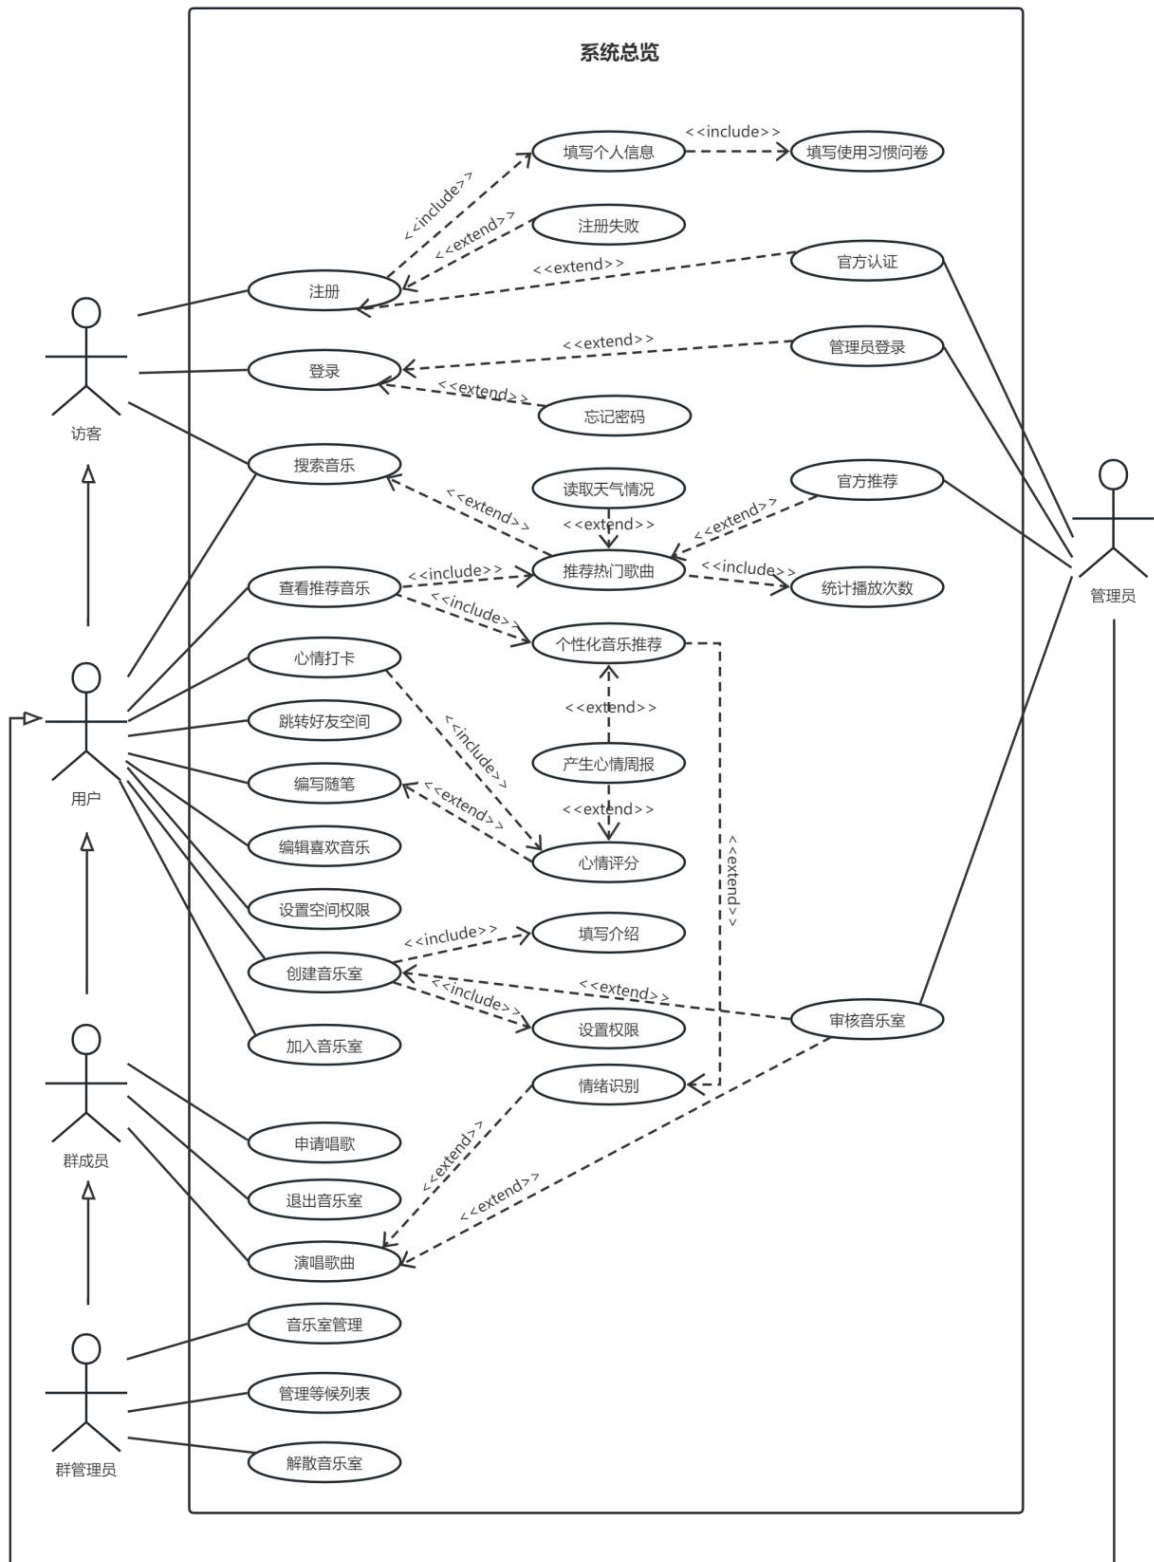 系统总览
<<include>>
填写个人信息
填写使用习惯问卷
<<include>>
<<extend>>
注册失败
<<extend>>
官方认证
注册
<<extend>>
管理员登录
登录
<<extend>>
忘记密码
访客
搜索音乐
读取天气情况
官方推荐
<<extend>>
<<extend>>
<<extend>>
查看推荐音乐
<<include>>
推荐热门歌曲
<<include>>
统计播放次数
管理员
<<include>>
个性化音乐推荐
心情打卡
<<extend>>
跳转好友空间
<<include>>
产生心情周报
编写随笔
<<extend>>
<<extend>>
用户
编辑喜欢音乐
心情评分
<<extend>>
设置空间权限
填写介绍
<<include>>
创建音乐室
<<extend>>
<<include>>
审核音乐室
设置权限
加入音乐室
情绪识别
申请唱歌
<<extend>>
群成员
退出音乐室
<<extend>>
演唱歌曲
音乐室管理
管理等候列表
群管理员
解散音乐室